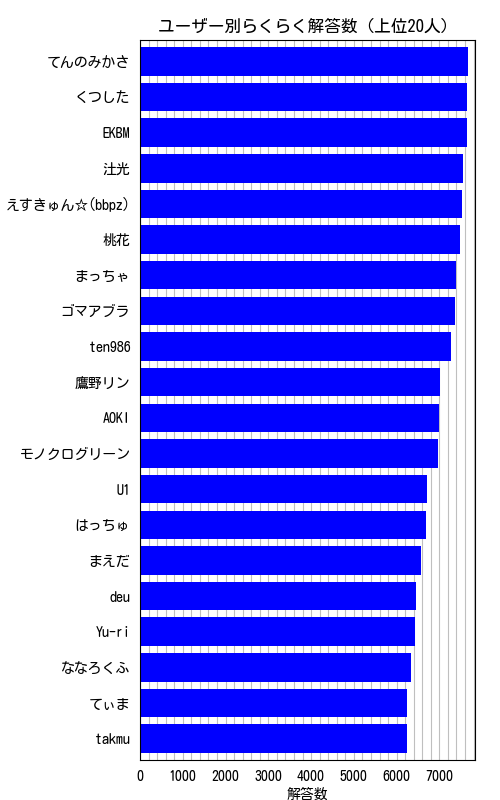 ユーザー別らくらく解答数（上位20人）
てんのみかさ
くつした
EKBM
汢光
えすきゅん☆(bbpz)
桃花
まっちゃ
ゴマアブラ
ten986
鷹野リン
AOKI
モノクログリーン
U1
はっちゅ
まえだ
deu
Yu-ri
ななろくふ
てぃま
takmu
0 1000 2000 3000 4000 5000 6000 7000
解答数